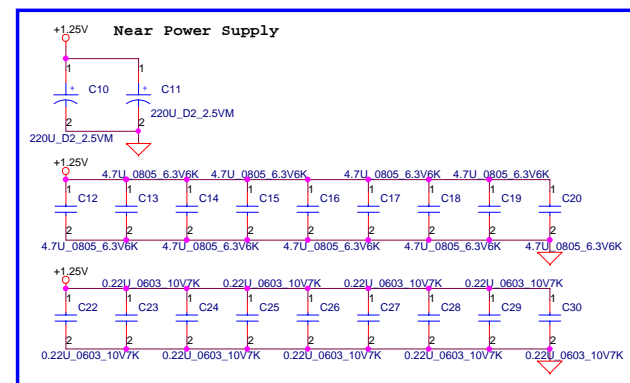 +1.25V Near Power Supply
1 1
+ C10 + C11
2 2
220U_D2_2.5VM
220U_D2_2.5VM
+1.25V
4.7U_0805_6.3V6K 4.7U_0805_6.3V6K 4.7U_0805_6.3V6K 4.7U_0805_6.3V6K
1 1 1 1 1 1 1 1 1
C12 C13 C14 C15 C16 C17 C18 C19 C20
2 2 2 2 2 2 2 2 2
4.7U_0805_6.3V6K 4.7U_0805_6.3V6K 4.7U_0805_6.3V6K 4.7U_0805_6.3V6K 4.7U_0805_6.3V6K
+1.25V
0.22U_0603_10V7K 0.22U_0603_10V7K 0.22U_0603_10V7K 0.22U_0603_10V7K
1 1 1 1 1 1 1 1 1
C22 C23 C24 C25 C26 C27 C28 C29 C30
2 2 2 2 2 2 2 2 2
0.22U_0603_10V7K 0.22U_0603_10V7K 0.22U_0603_10V7K 0.22U_0603_10V7K 0.22U_0603_10V7K